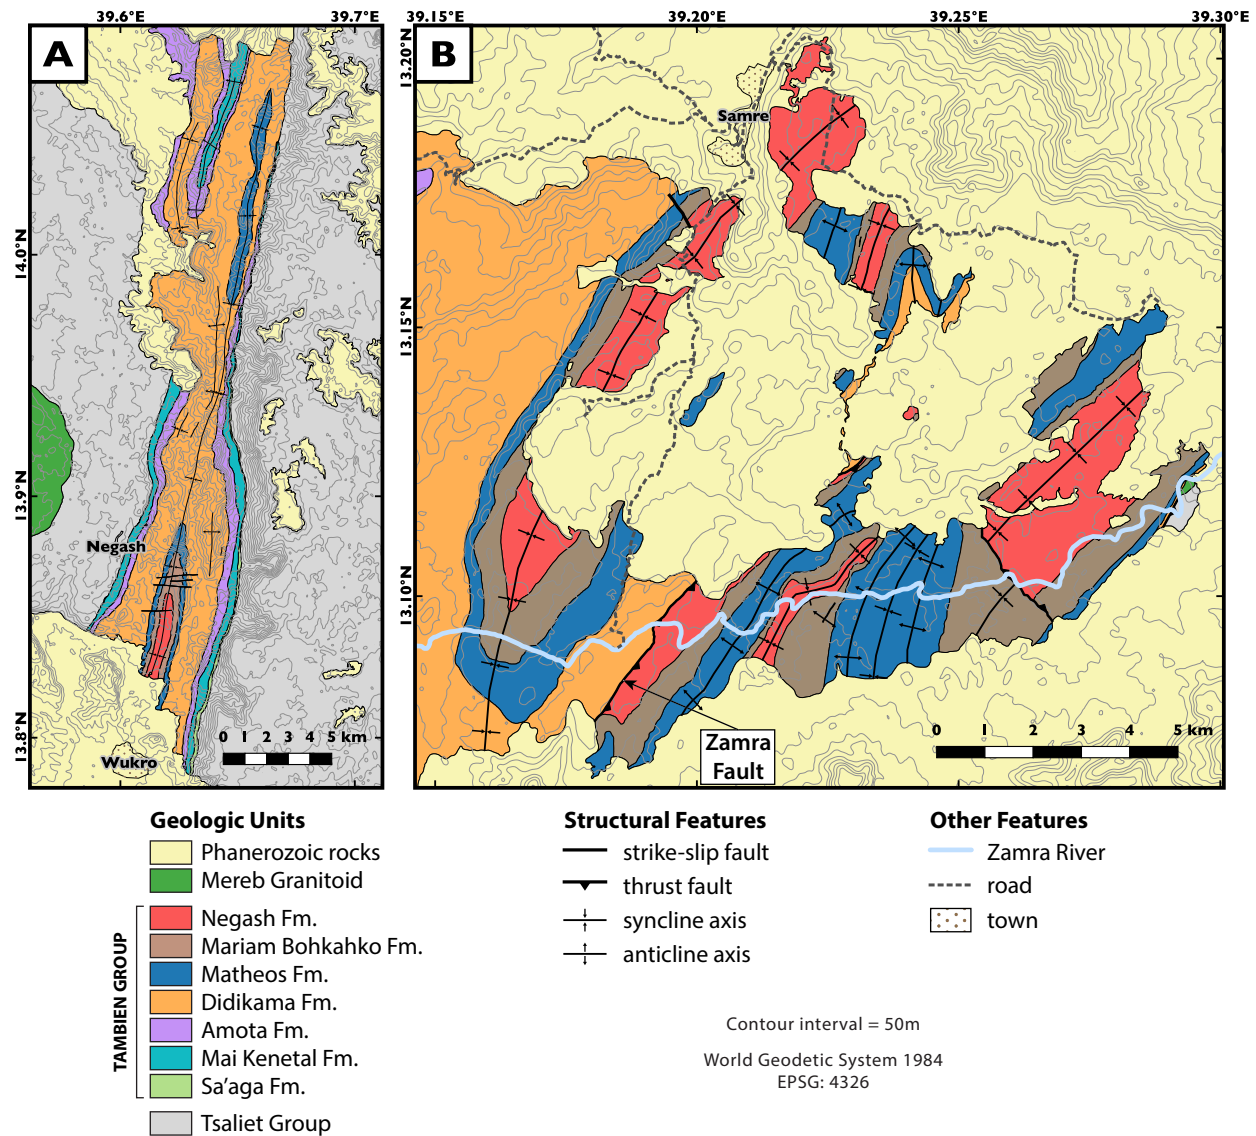 39.6°E
39.7°E
39.15°E
39.20°E
39.25°E
39.30°E
A
B
14.0°N
13.9°N
13.8°N
13.20°N
13.15°N
13.10°N
Samre
Negash
Wukro
0 1 2 3 4 5 km
0 1 2 3 4 5 km
Zamra
Fault
Geologic Units
Phanerozoic rocks
Mereb Granitoid
TAMBIEN GROUP
Negash Fm.
Mariam Bohkahko Fm.
Matheos Fm.
Didikama Fm.
Amota Fm.
Mai Kenetal Fm.
Sa'aga Fm.
Tsaliet Group
Structural Features
strike-slip fault
thrust fault
syncline axis
anticline axis
Other Features
Zamra River
road
town
Contour interval = 50m
World Geodetic System 1984
EPSG: 4326